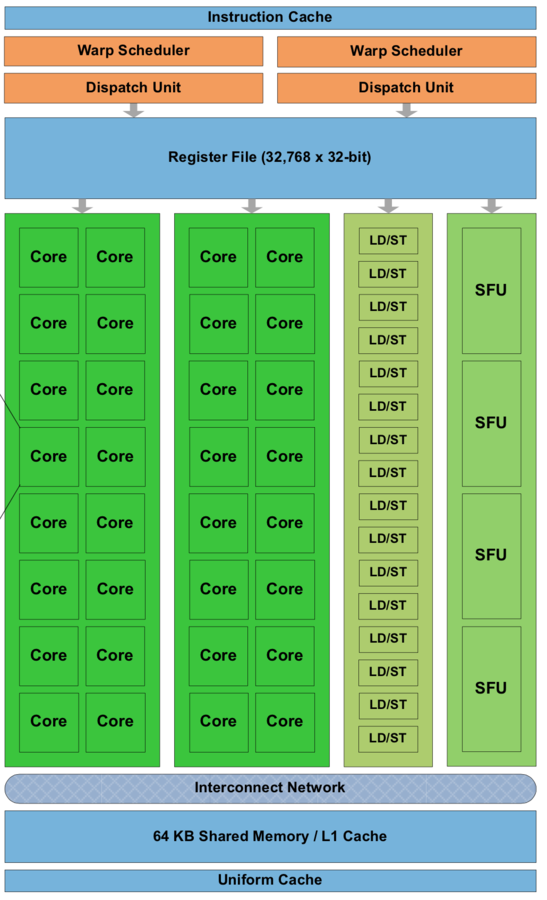 Instruction Cache
Warp Scheduler Warp Scheduler
Dispatch Unit Dispatch Unit
Register File (32,768 x 32-bit)
LD/ST
Core Core Core Core
LD/ST
SFU
LD/ST
Core Core Core Core
LD/ST
LD/ST
Core Core Core Core
LD/ST
SFU
LD/ST
Core Core Core Core
LD/ST
LD/ST
Core Core Core Core
LD/ST
SFU
LD/ST
Core Core Core Core
LD/ST
LD/ST
Core Core Core Core
LD/ST
SFU
LD/ST
Core Core Core Core
LD/ST
Interconnect Network
64 KB Shared Memory / L1 Cache
Uniform Cache